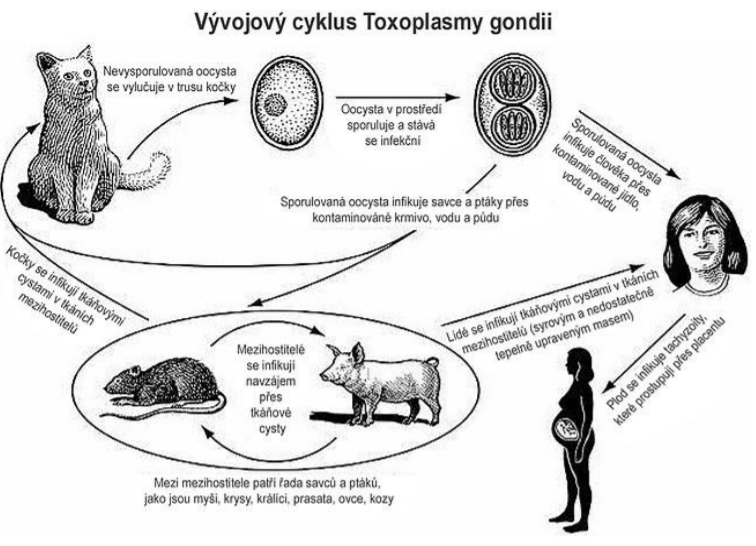 Vývojový cyklus Toxoplasmy gondii
Nevysporulovaná oocysta
se vylučuje v trusu kočky
Oocysta v prostředí
sporuluje a stává
se infekční
Sporulovaná oocysta
infikuje člověka přes
kontaminované jídlo,
vodu a půdu
Sporulovaná oocysta infikuje savce a ptáky přes
kontaminované krmivo, vodu a půdu
Kočky se infikují tkáňovými
cystami v tkáních
mezihostitelů
Lidé se infikují tkáňovými cystami v tkáních
mezihostitelů (syrovým a nedostatečně
tepelně upraveným masem)
Mezihostitelé
se infikují
navzájem
přes
tkáňové
cysty
Plod se infikuje tachyzoity,
které prostupují přes placentu
Mezi mezihostitele patří řada savců a ptáků,
jako jsou myši, krysy, králíci, prasata, ovce, kozy